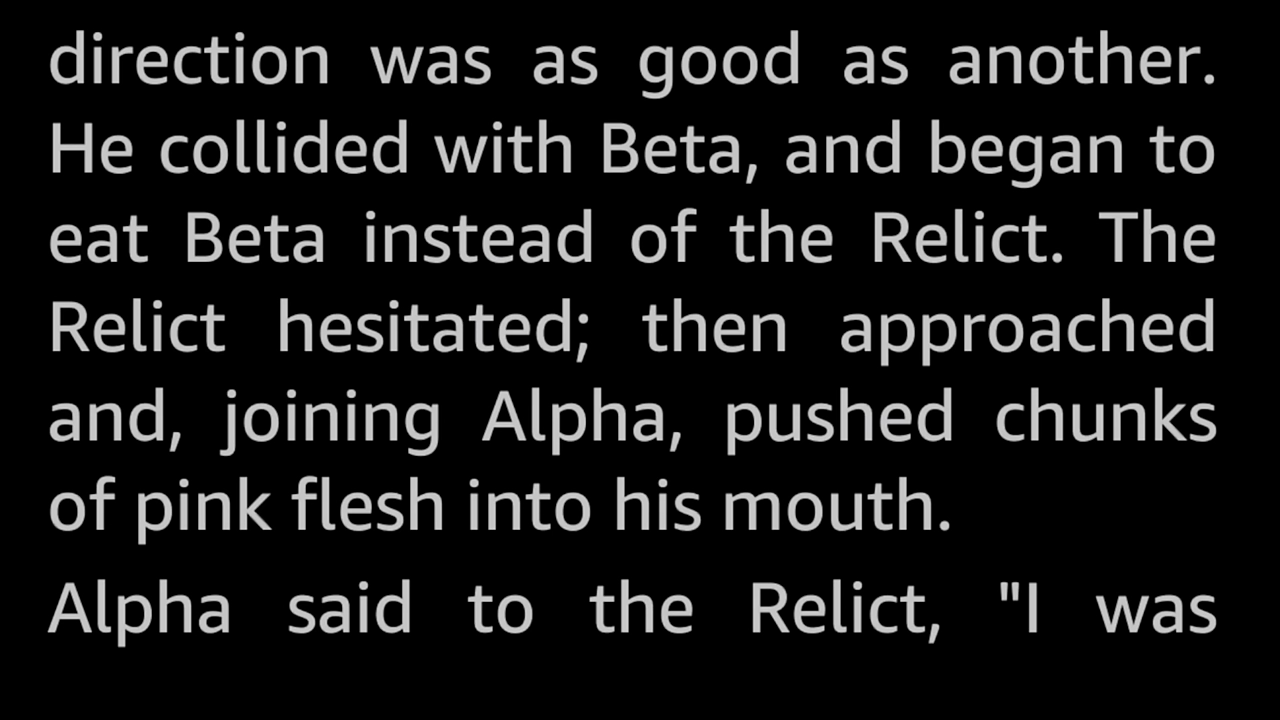 direction was as good as another.
He collided with Beta, and began to
eat Beta instead of the Relict. The
Relict hesitated; then approached
and, joining Alpha, pushed chunks
of pink flesh into his mouth.
Alpha said to the Relict, "I was